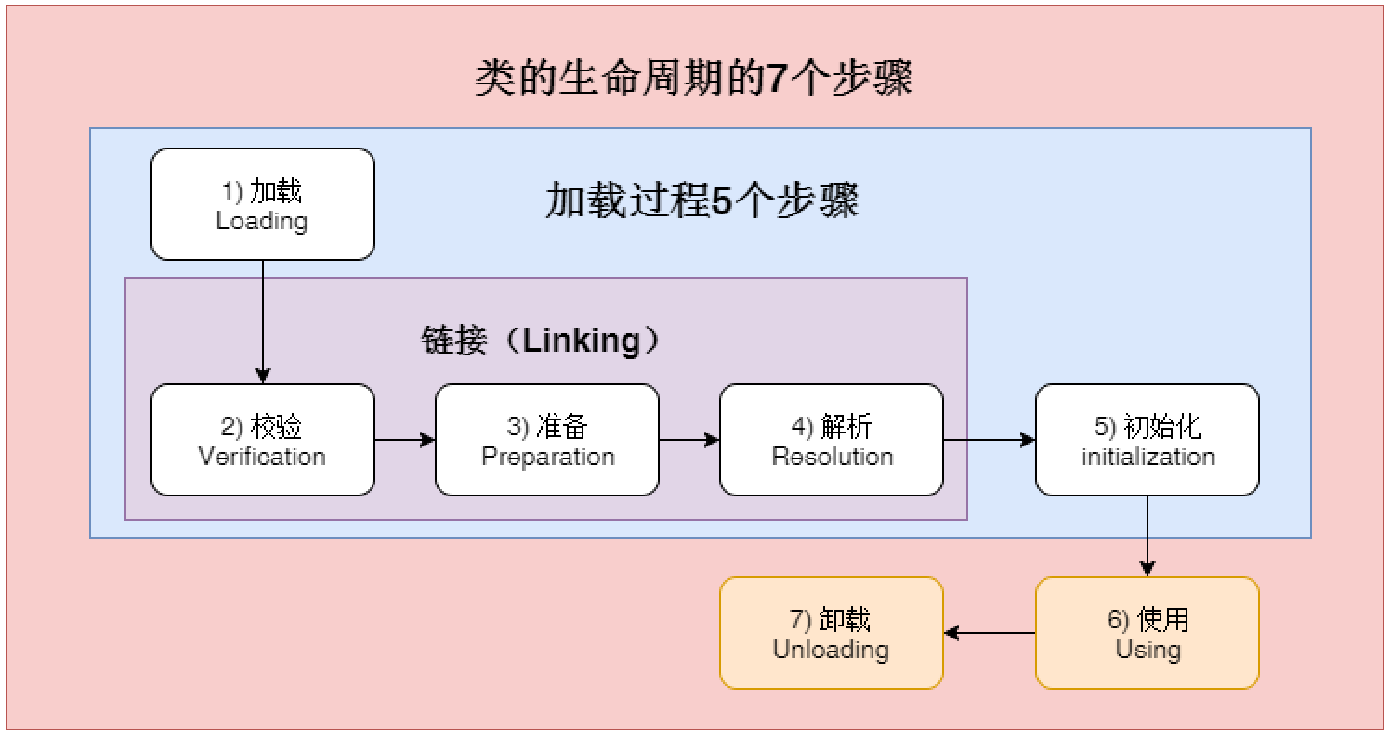 类的生命周期的7个步骤
加载过程5个步骤
1) 加载
Loading
链接（Linking）
2) 校验
Verification
3) 准备
Preparation
4) 解析
Resolution
5) 初始化
initialization
6) 使用
Using
7) 卸载
Unloading